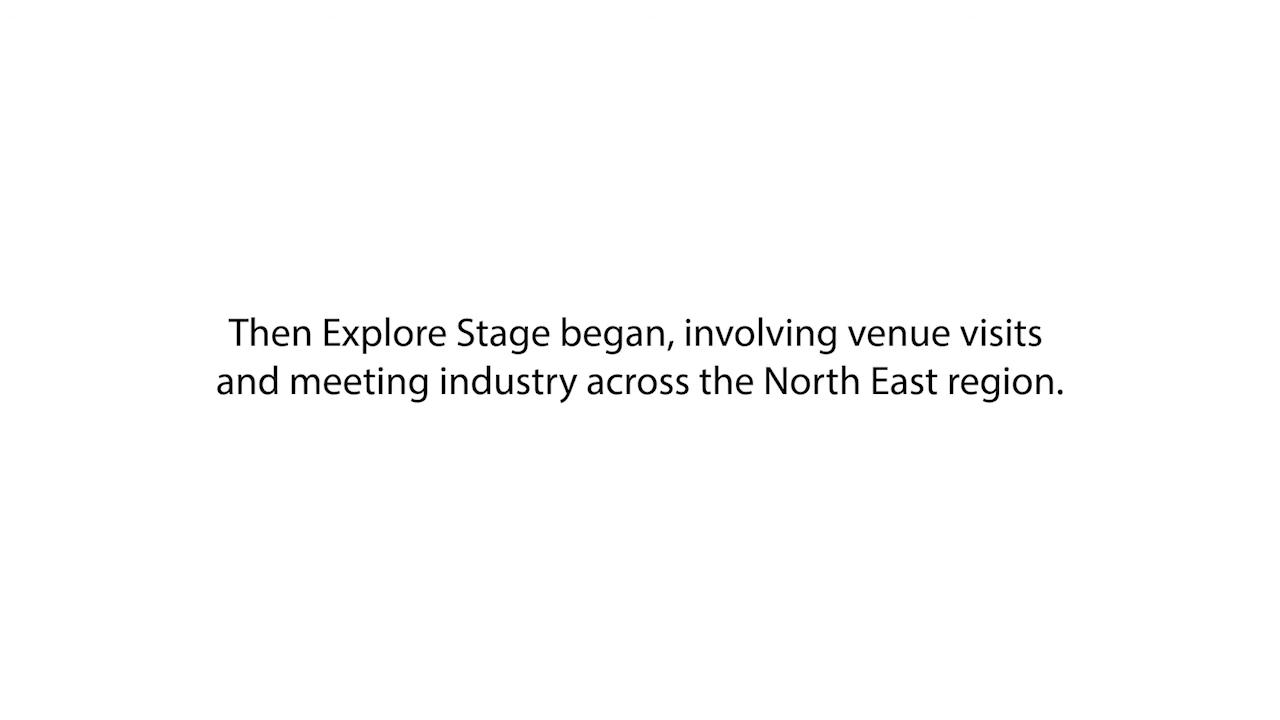 Then Explore Stage began, involving venue visits
and meeting industry across the North East region.